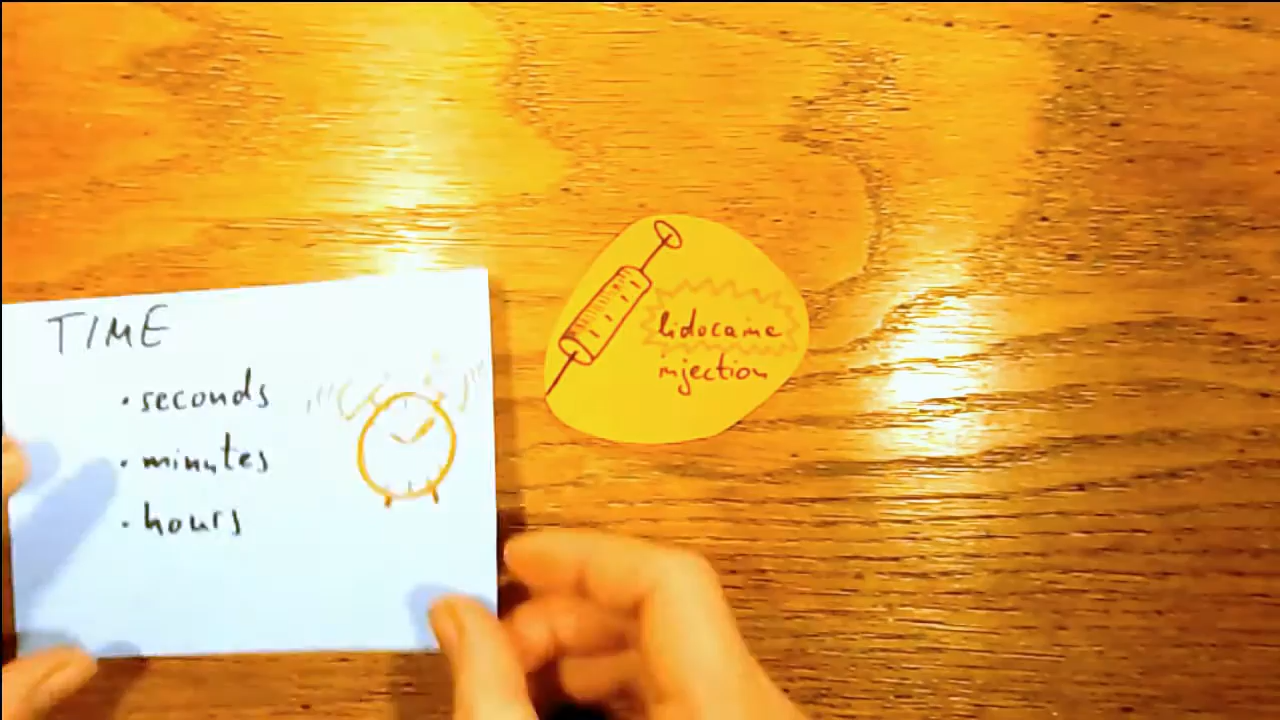 TIME
• seconds
• minutes
• hours
lidocaine
injection